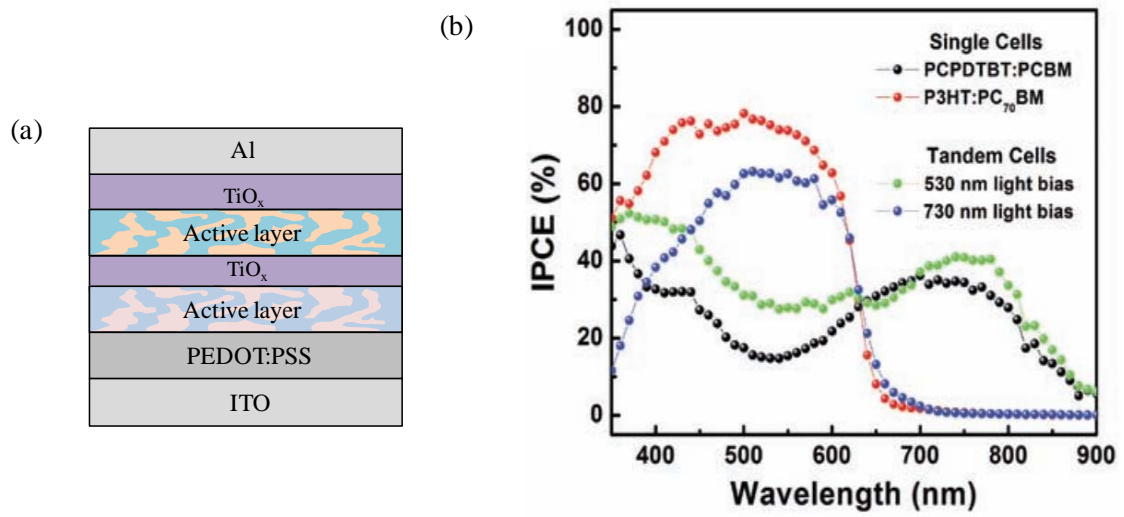 (a)
Al
TiOx
Active layer
TiOx
Active layer
PEDOT:PSS
ITO
(b)
100
80
60
40
20
0
IPCE (%)
Single Cells
PCPDTBT:PCBM
P3HT:PC70BM
Tandem Cells
530 nm light bias
730 nm light bias
400 500 600 700 800 900
Wavelength (nm)